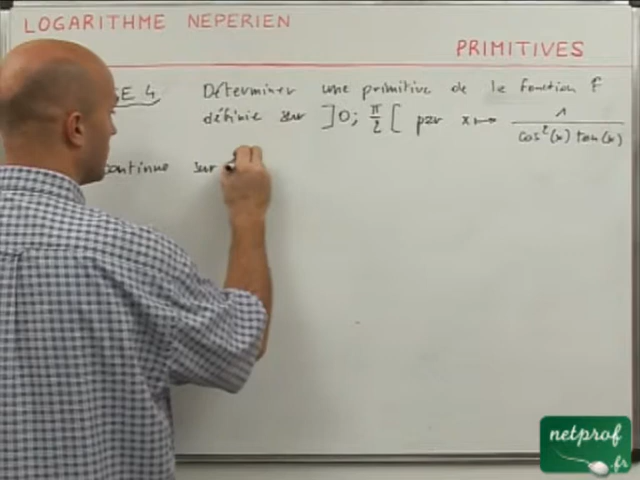 LOGARITHME NEPERIEN
PRIMITIVES
SE 4 Déterminer une primitive de la fonction f
définie sur ]0; π/2[ par x ↦ 1/(cos²(x) tan(x))
continue sur
netprof
.fr